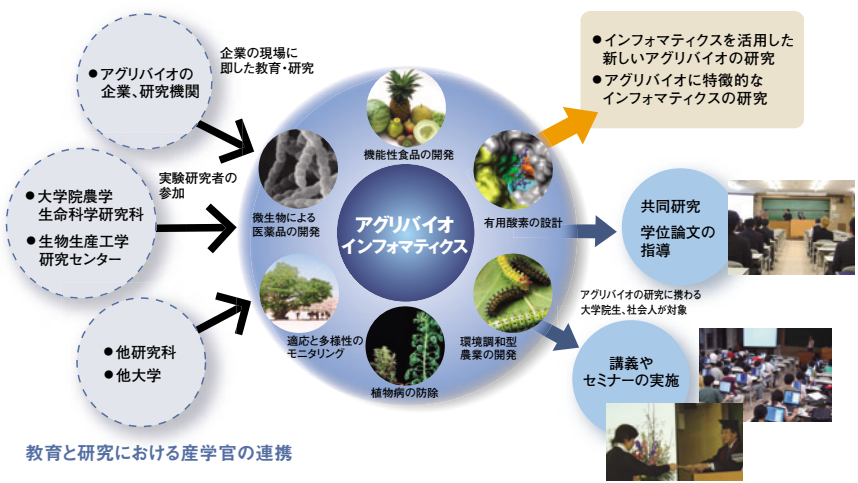 ●アグリバイオの
企業、研究機関
企業の現場に
即した教育・研究
●大学院農学
生命科学研究科
●生物生産工学
研究センター
実験研究者の
参加
●他研究科
●他大学
機能性食品の開発
微生物による
医薬品の開発
有用酸素の設計
アグリバイオ
インフォマティクス
適応と多様性の
モニタリング
環境調和型
農業の開発
植物病の防除
●インフォマティクスを活用した
新しいアグリバイオの研究
●アグリバイオに特徴的な
インフォマティクスの研究
共同研究
学位論文の
指導
アグリバイオの研究に携わる
大学院生、社会人が対象
講義や
セミナーの実施
教育と研究における産学官の連携